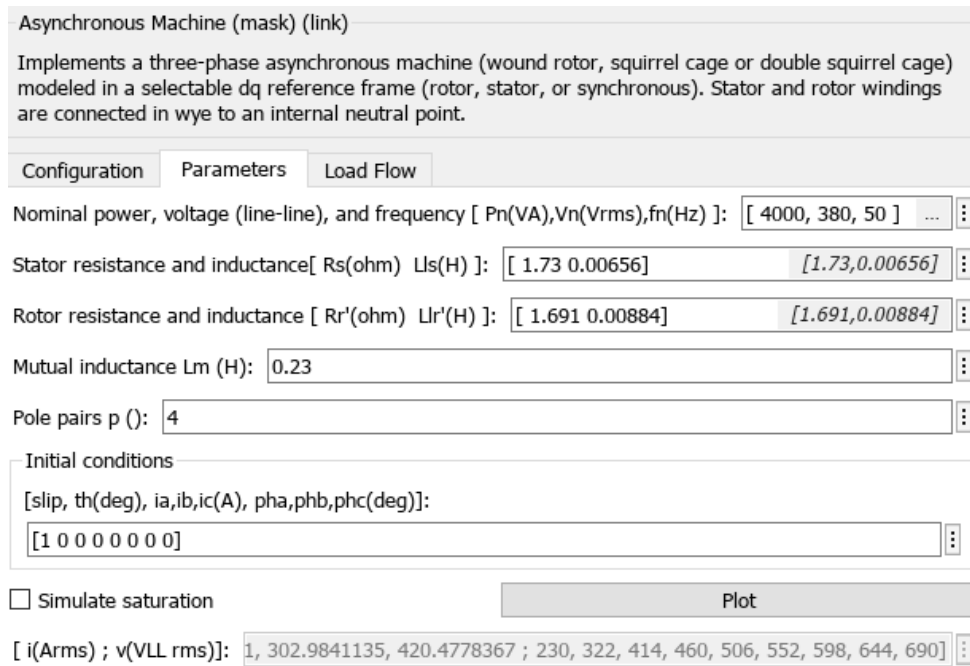 Asynchronous Machine (mask) (link)
Implements a three-phase asynchronous machine (wound rotor, squirrel cage or double squirrel cage)
modeled in a selectable dq reference frame (rotor, stator, or synchronous). Stator and rotor windings
are connected in wye to an internal neutral point.
Configuration Parameters Load Flow
Nominal power, voltage (line-line), and frequency [ Pn(VA),Vn(Vrms),fn(Hz) ]: [ 4000, 380, 50 ] ...
Stator resistance and inductance[ Rs(ohm) Lls(H) ]: [ 1.73 0.00656] [1.73,0.00656]
Rotor resistance and inductance [ Rr'(ohm) Llr'(H) ]: [ 1.691 0.00884] [1.691,0.00884]
Mutual inductance Lm (H): 0.23
Pole pairs p (): 4
Initial conditions
[slip, th(deg), ia,ib,ic(A), pha,phb,phc(deg)]:
[1 0 0 0 0 0 0 0]
Simulate saturation Plot
[ i(Arms) ; v(VLL rms)]: 1, 302.9841135, 420.4778367 ; 230, 322, 414, 460, 506, 552, 598, 644, 690]